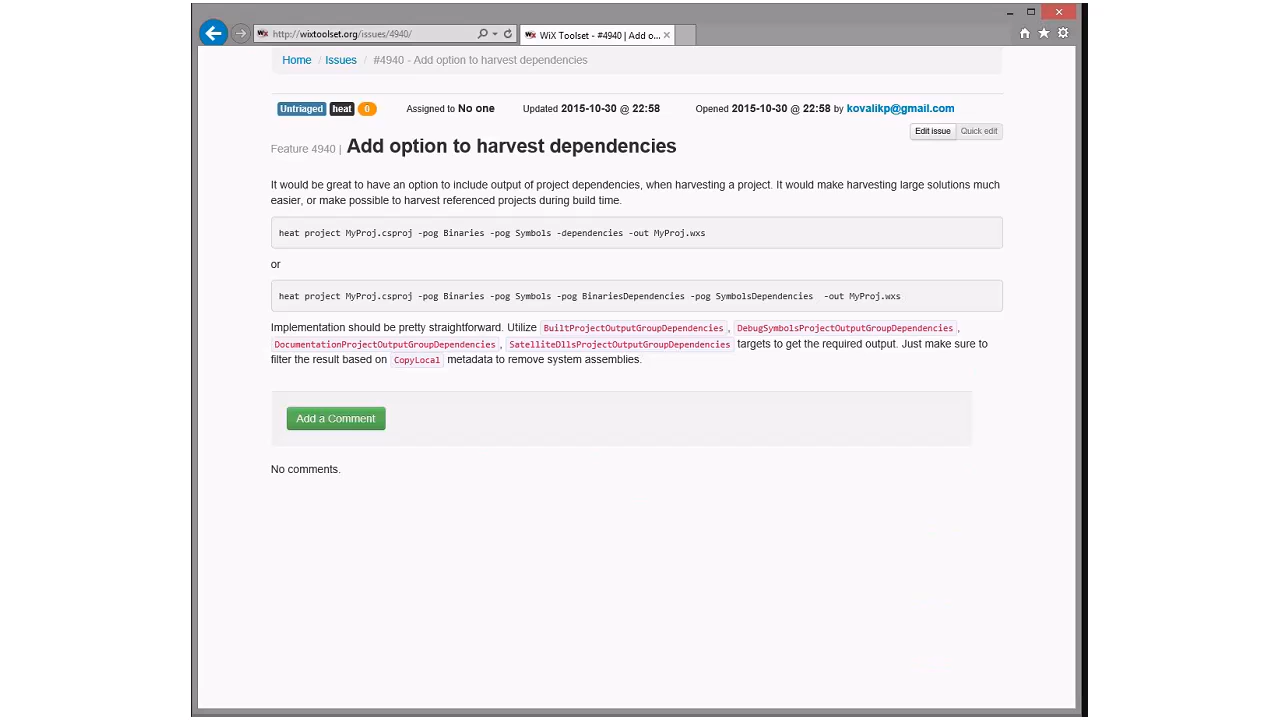 http://wixtoolset.org/issues/4940/
WiX Toolset - #4940 | Add o...
Home / Issues / #4940 - Add option to harvest dependencies
Untriaged heat 0 Assigned to No one Updated 2015-10-30 @ 22:58 Opened 2015-10-30 @ 22:58 by kovalikp@gmail.com
Edit issue Quick edit
Feature 4940 | Add option to harvest dependencies
It would be great to have an option to include output of project dependencies, when harvesting a project. It would make harvesting large solutions much
easier, or make possible to harvest referenced projects during build time.
heat project MyProj.csproj -pog Binaries -pog Symbols -dependencies -out MyProj.wxs
or
heat project MyProj.csproj -pog Binaries -pog Symbols -pog BinariesDependencies -pog SymbolsDependencies  -out MyProj.wxs
Implementation should be pretty straightforward. Utilize BuiltProjectOutputGroupDependencies, DebugSymbolsProjectOutputGroupDependencies,
DocumentationProjectOutputGroupDependencies, SatelliteDllsProjectOutputGroupDependencies targets to get the required output. Just make sure to
filter the result based on CopyLocal metadata to remove system assemblies.
Add a Comment
No comments.